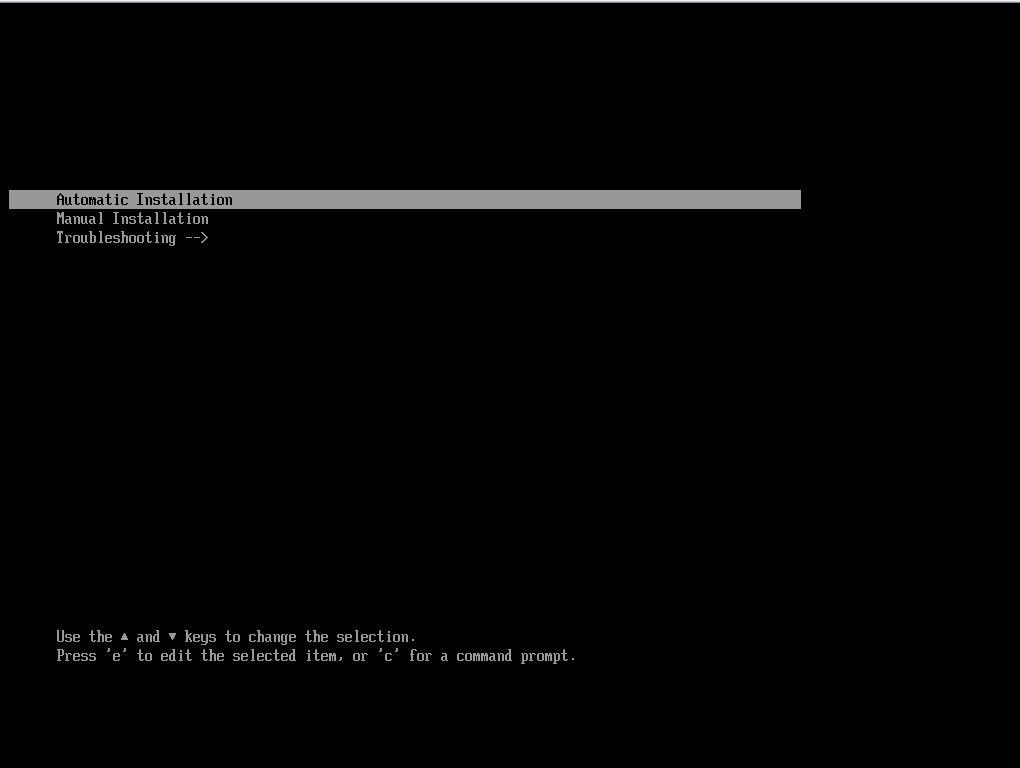 Automatic Installation
Manual Installation
Troubleshooting -->
Use the ▲ and ▼ keys to change the selection.
Press 'e' to edit the selected item, or 'c' for a command prompt.